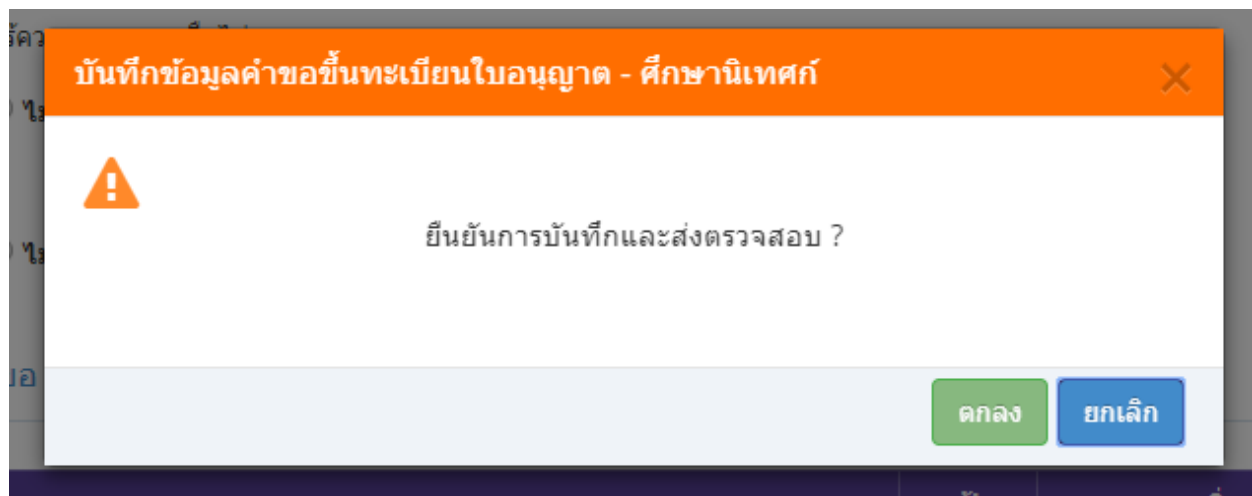 บันทึกข้อมูลคำขอขึ้นทะเบียนใบอนุญาต - ศึกษานิเทศก์
ยืนยันการบันทึกและส่งตรวจสอบ ?
ตกลง ยกเลิก